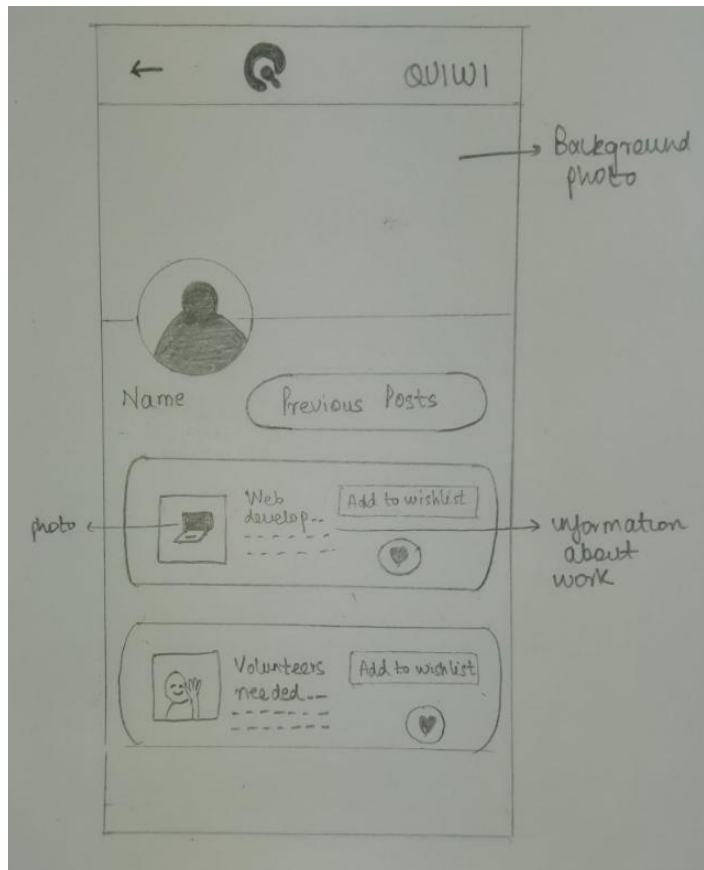 QUIWI
Background
photo
Name
Previous Posts
Web
develop..
Add to wishlist
photo
information
about
work
Volunteers
needed...
Add to wishlist